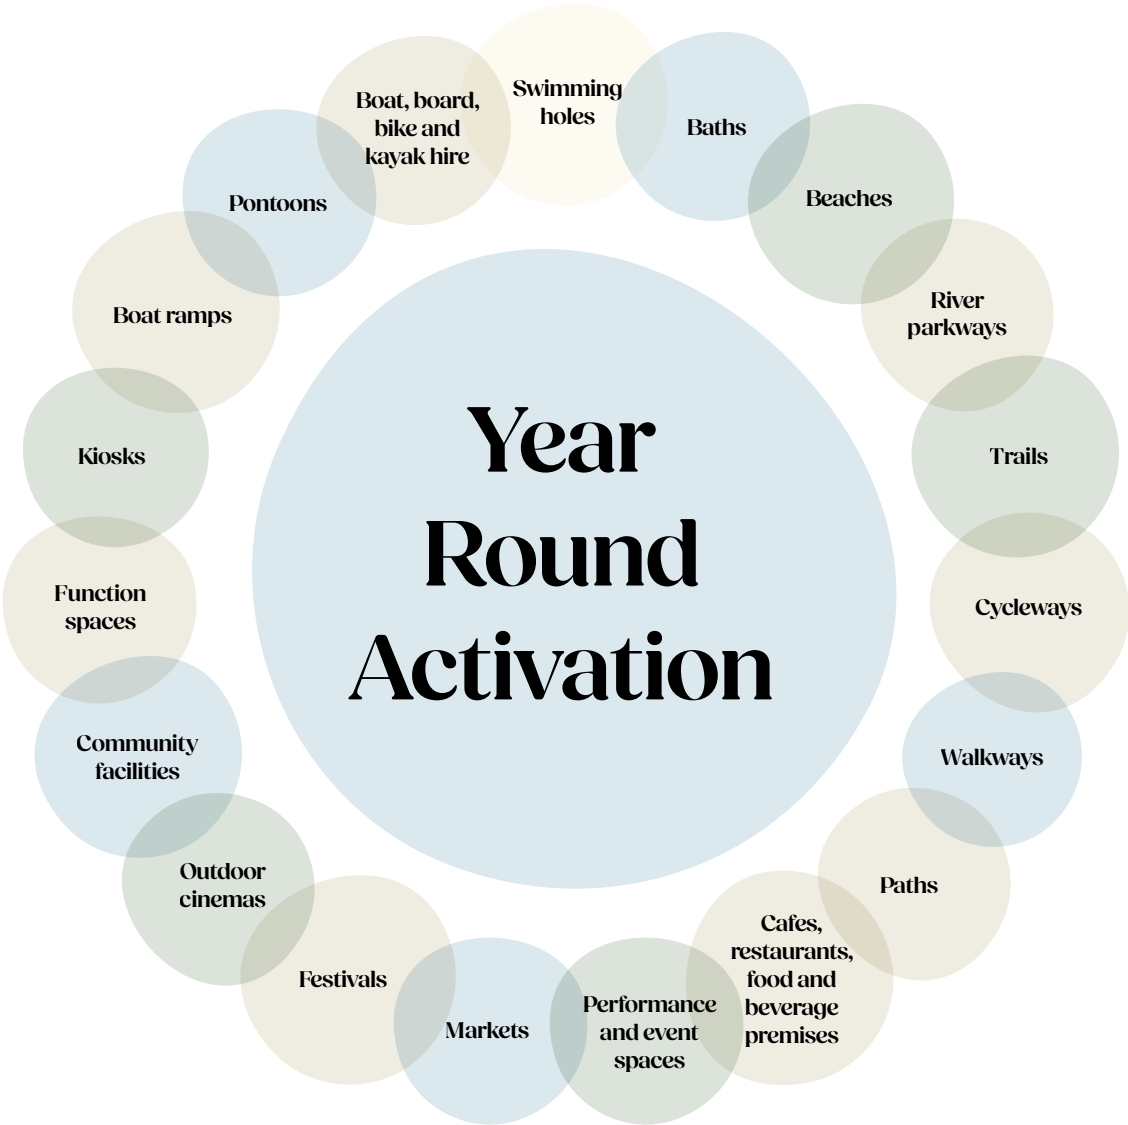 Swimming
holes
Baths
Beaches
River
parkways
Trails
Cycleways
Walkways
Paths
Cafes,
restaurants,
food and
beverage
premises
Performance
and event
spaces
Markets
Festivals
Outdoor
cinemas
Community
facilities
Function
spaces
Kiosks
Boat ramps
Pontoons
Boat, board,
bike and
kayak hire
Year
Round
Activation